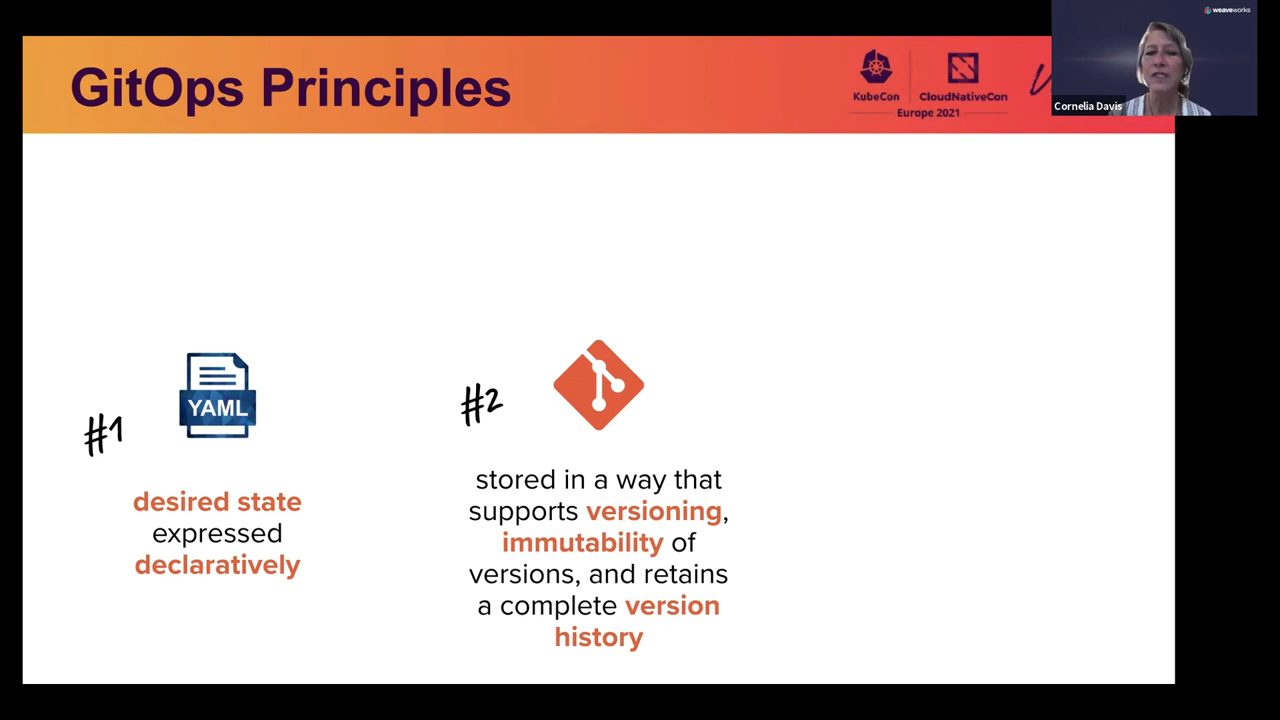 weaveworks
GitOps Principles
KubeCon
CloudNativeCon
Europe 2021
Cornelia Davis
#1
YAML
desired state
expressed
declaratively
#2
stored in a way that
supports versioning,
immutability of
versions, and retains
a complete version
history